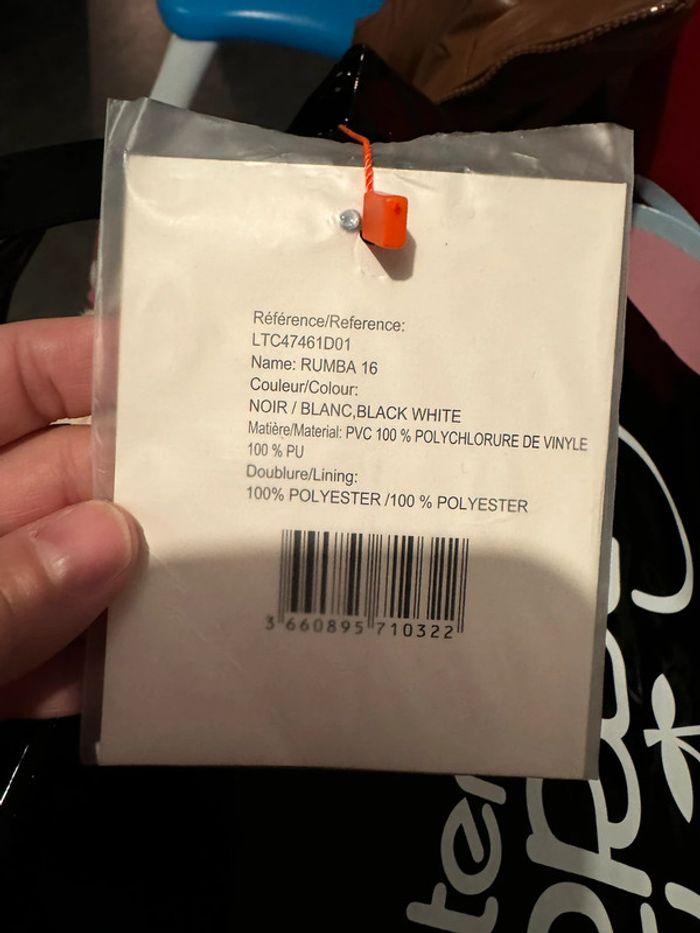 Référence/Reference:
LTC47461D01
Name: RUMBA 16
Couleur/Colour:
NOIR / BLANC,BLACK WHITE
Matière/Material: PVC 100 % POLYCHLORURE DE VINYLE
100 % PU
Doublure/Lining:
100% POLYESTER /100 % POLYESTER
3 660895 710322